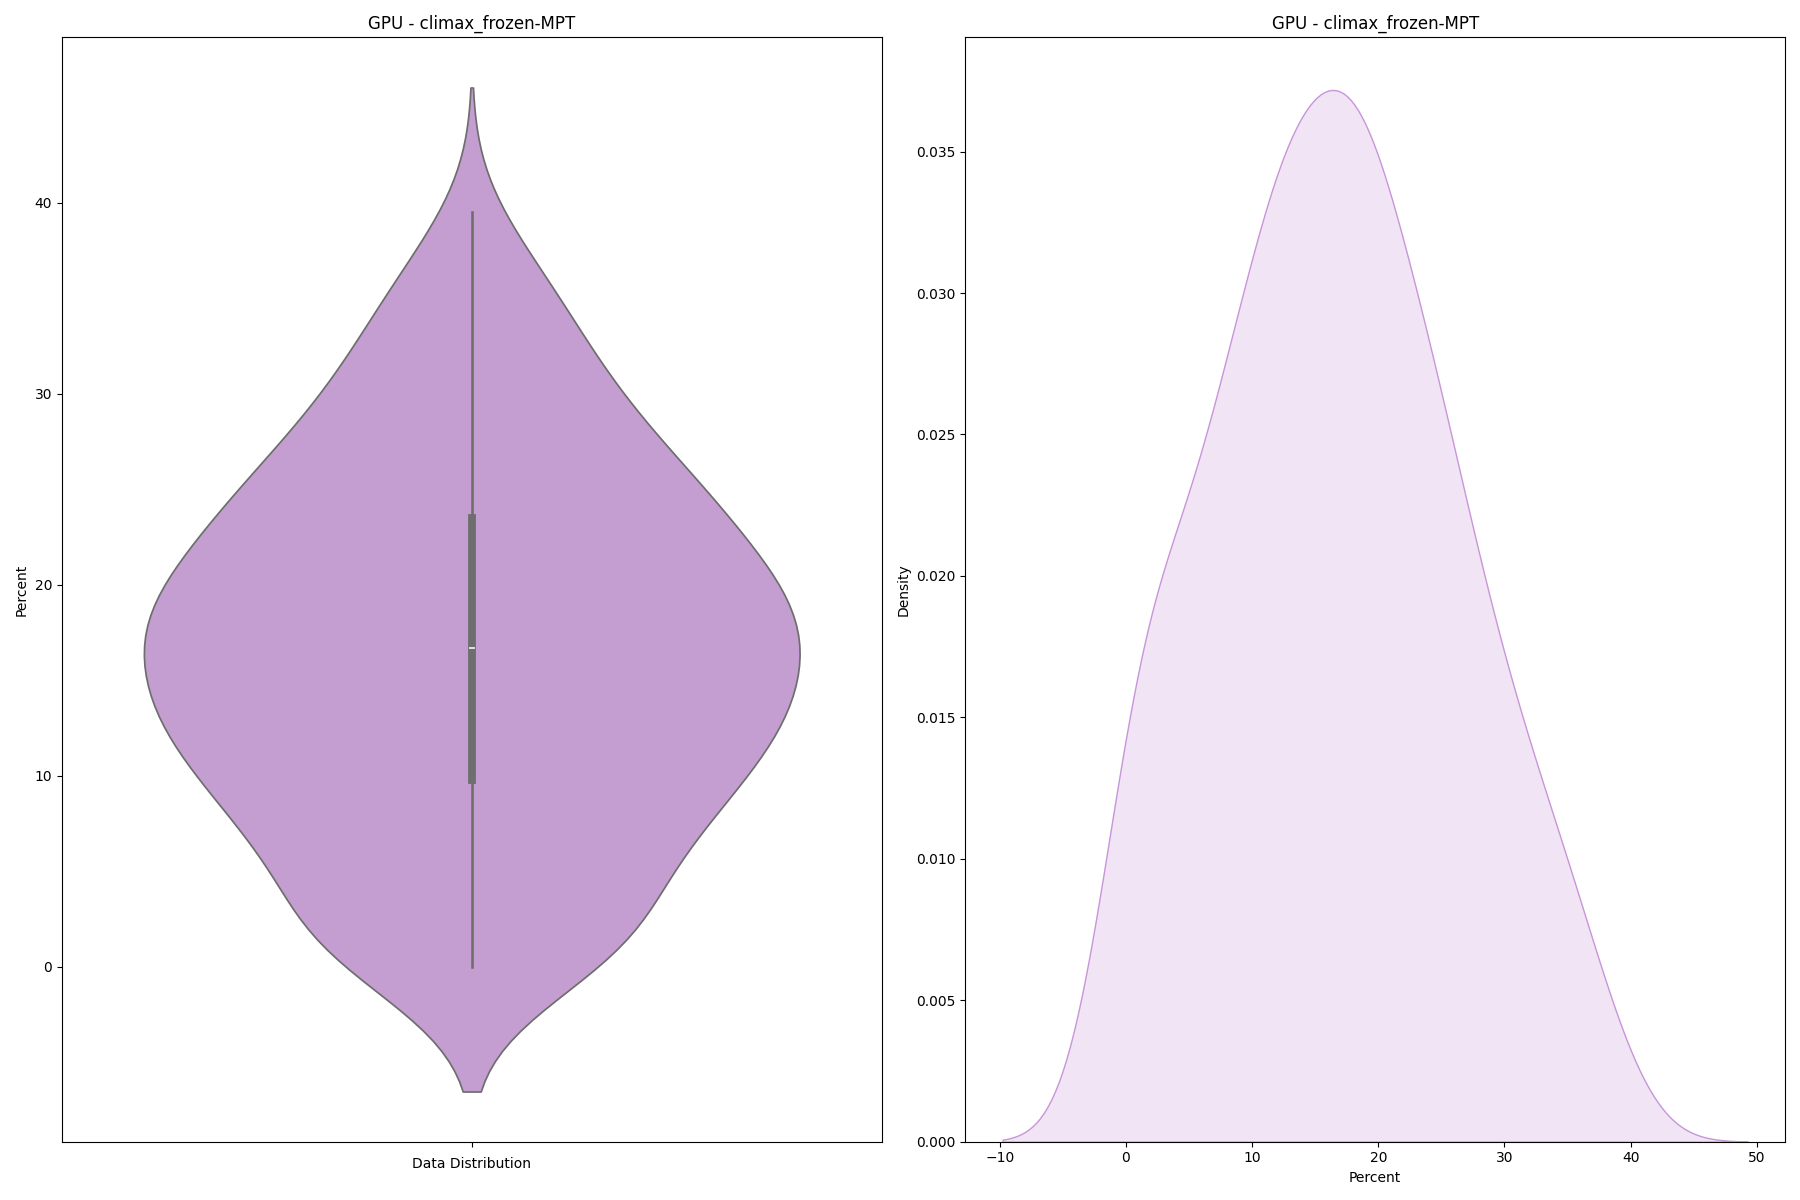 GPU - climax_frozen-MPT
Percent
40
30
20
10
0
Data Distribution
GPU - climax_frozen-MPT
Density
0.035
0.030
0.025
0.020
0.015
0.010
0.005
0.000
−10 0 10 20 30 40 50
Percent